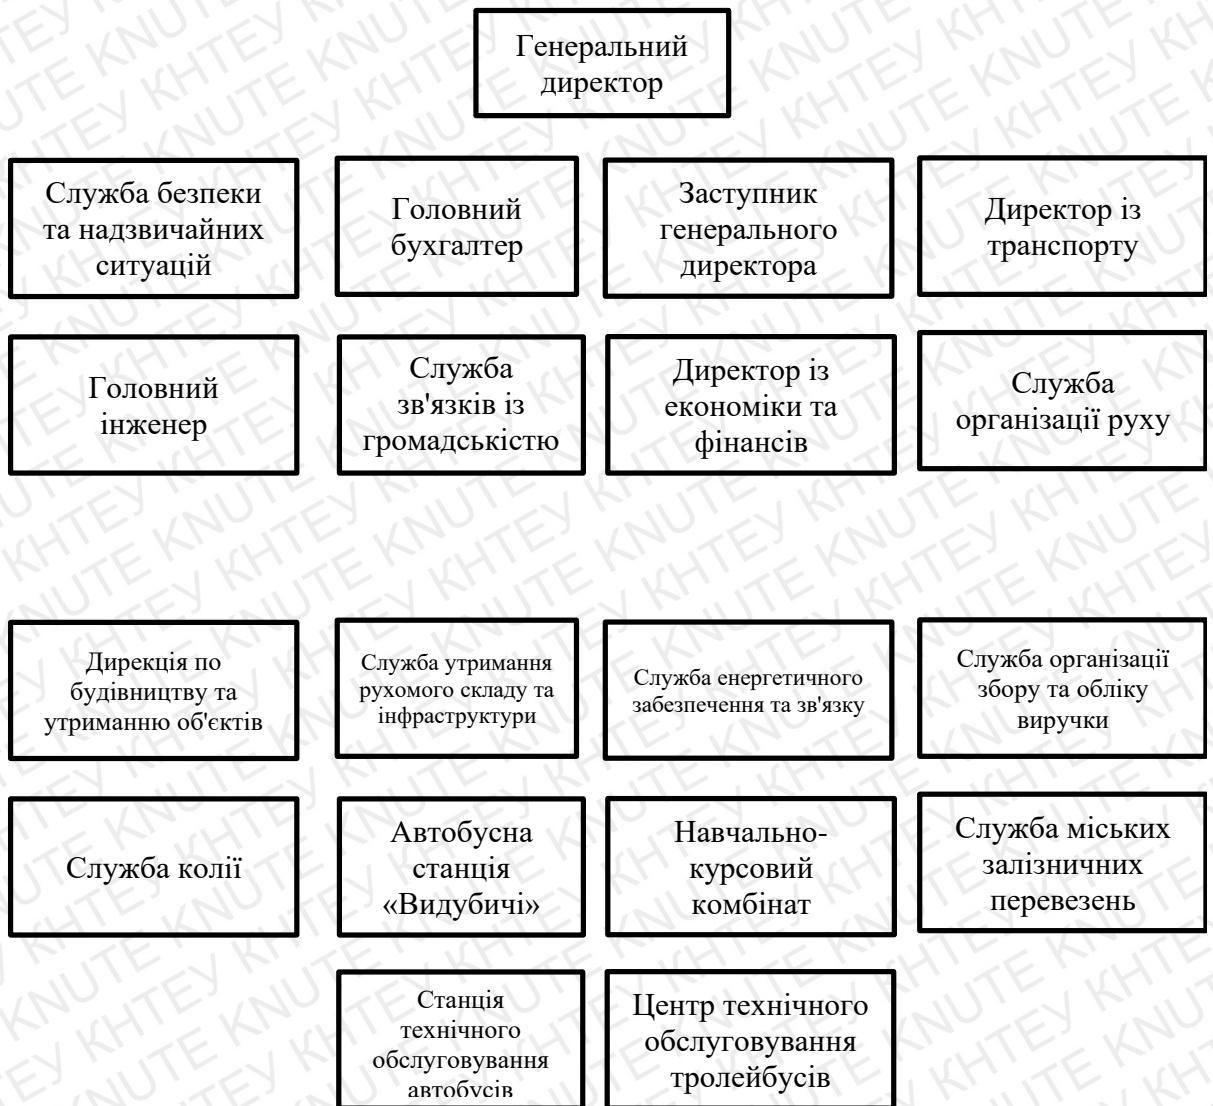 Генеральний
директор
Служба безпеки
та надзвичайних
ситуацій
Головний
бухгалтер
Заступник
генерального
директора
Директор із
транспорту
Головний
інженер
Служба
зв'язків із
громадськістю
Директор із
економіки та
фінансів
Служба
організації руху
Дирекція по
будівництву та
утриманню об'єктів
Служба утримання
рухомого складу та
інфраструктури
Служба енергетичного
забезпечення та зв'язку
Служба організації
збору та обліку
виручки
Служба колії
Автобусна
станція
«Видубичі»
Навчально-
курсовий
комбінат
Служба міських
залізничних
перевезень
Станція
технічного
обслуговування
автобусів
Центр технічного
обслуговування
тролейбусів